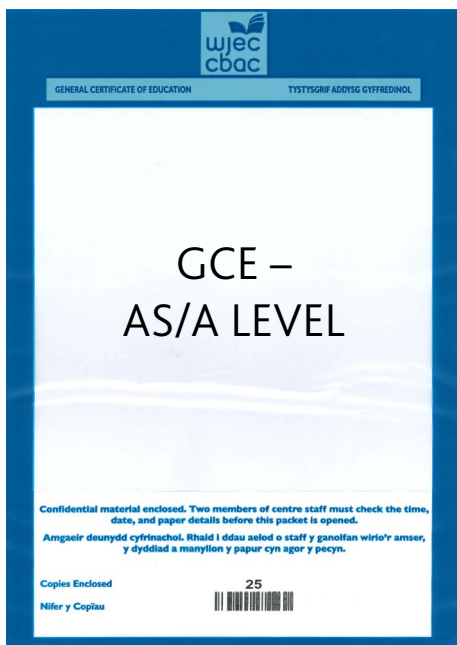 wjec
cbac
GENERAL CERTIFICATE OF EDUCATION
TYSTYSGRIF ADDYSG GYFFREDINOL
GCE –
AS/A LEVEL
Confidential material enclosed. Two members of centre staff must check the time,
date, and paper details before this packet is opened.
Amgaeir deunydd cyfrinachol. Rhaid i ddau aelod o staff y ganolfan wirio'r amser,
y dyddiad a manylion y papur cyn agor y pecyn.
Copies Enclosed
25
Nifer y Copïau